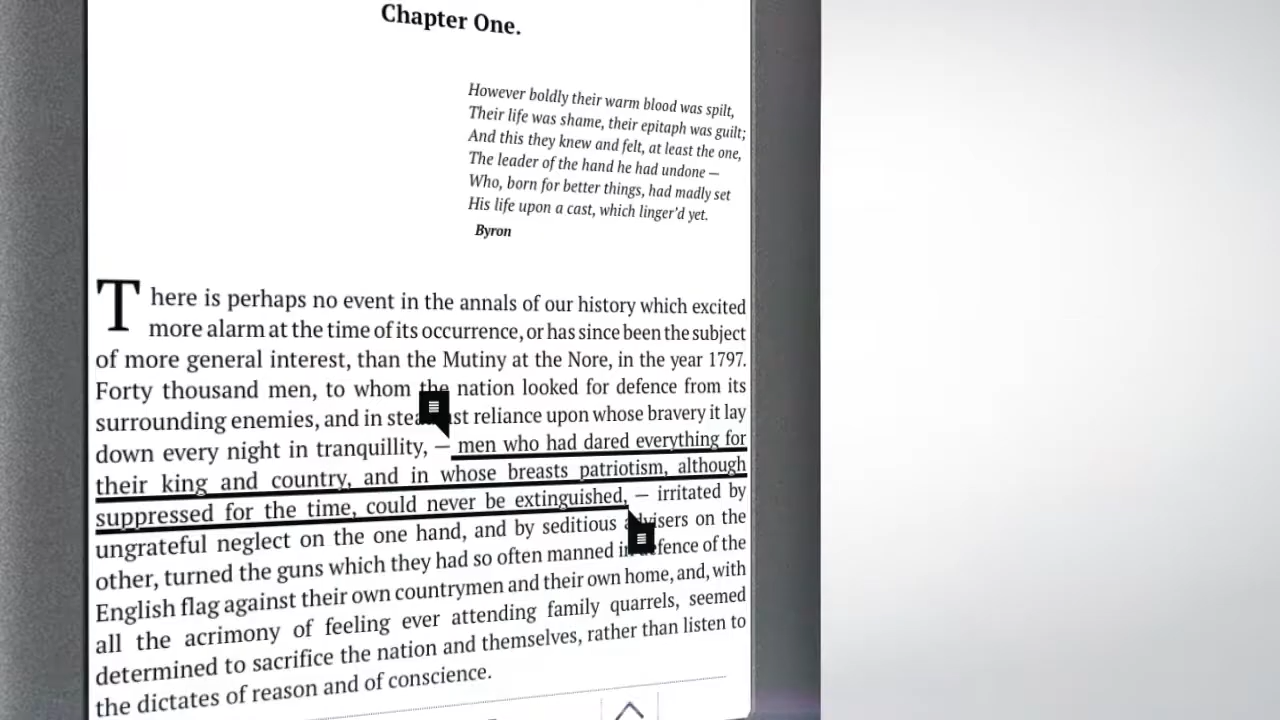 Chapter One.
However boldly their warm blood was spilt,
Their life was shame, their epitaph was guilt;
And this they knew and felt, at least the one,
The leader of the hand he had undone —
Who, born for better things, had madly set
His life upon a cast, which linger'd yet.
Byron
There is perhaps no event in the annals of our history which excited
more alarm at the time of its occurrence, or has since been the subject
of more general interest, than the Mutiny at the Nore, in the year 1797.
Forty thousand men, to whom the nation looked for defence from its
surrounding enemies, and in reliance upon whose bravery it lay
down every night in tranquillity, — men who had dared everything for
their king and country, and in whose breasts patriotism, although
suppressed for the time, could never be extinguished, — irritated by
ungrateful neglect on the one hand, and by seditious advisers on the
other, turned the guns which they had so often manned in defence of the
English flag against their own countrymen and their own home, and, with
all the acrimony of feeling ever attending family quarrels, seemed
determined to sacrifice the nation and themselves, rather than listen to
the dictates of reason and of conscience.